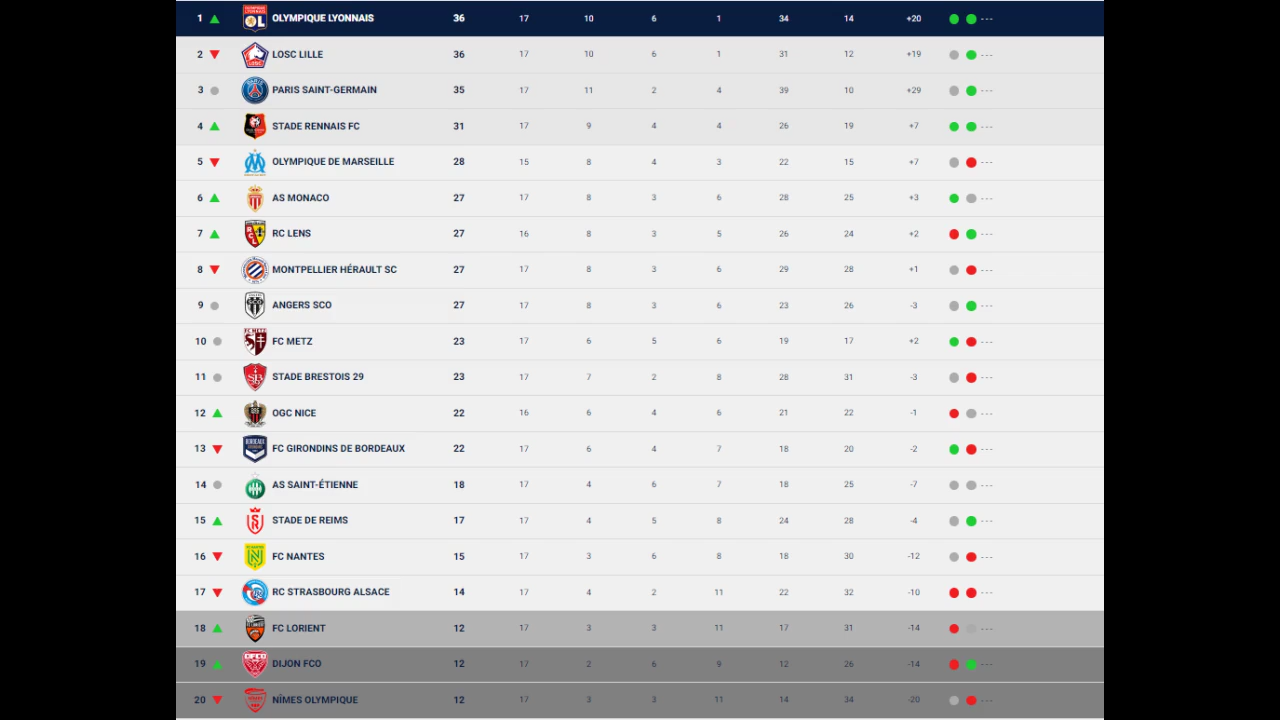 1 OLYMPIQUE LYONNAIS 36 17 10 6 1 34 14 +20 ---
2 LOSC LILLE 36 17 10 6 1 31 12 +19 ---
3 PARIS SAINT-GERMAIN 35 17 11 2 4 39 10 +29 ---
4 STADE RENNAIS FC 31 17 9 4 4 26 19 +7 ---
5 OLYMPIQUE DE MARSEILLE 28 15 8 4 3 22 15 +7 ---
6 AS MONACO 27 17 8 3 6 28 25 +3 ---
7 RC LENS 27 16 8 3 5 26 24 +2 ---
8 MONTPELLIER HÉRAULT SC 27 17 8 3 6 29 28 +1 ---
9 ANGERS SCO 27 17 8 3 6 23 26 -3 ---
10 FC METZ 23 17 6 5 6 19 17 +2 ---
11 STADE BRESTOIS 29 23 17 7 2 8 28 31 -3 ---
12 OGC NICE 22 16 6 4 6 21 22 -1 ---
13 FC GIRONDINS DE BORDEAUX 22 17 6 4 7 18 20 -2 ---
14 AS SAINT-ÉTIENNE 18 17 4 6 7 18 25 -7 ---
15 STADE DE REIMS 17 17 4 5 8 24 28 -4 ---
16 FC NANTES 15 17 3 6 8 18 30 -12 ---
17 RC STRASBOURG ALSACE 14 17 4 2 11 22 32 -10 ---
18 FC LORIENT 12 17 3 3 11 17 31 -14 ---
19 DIJON FCO 12 17 2 6 9 12 26 -14 ---
20 NÎMES OLYMPIQUE 12 17 3 3 11 14 34 -20 ---